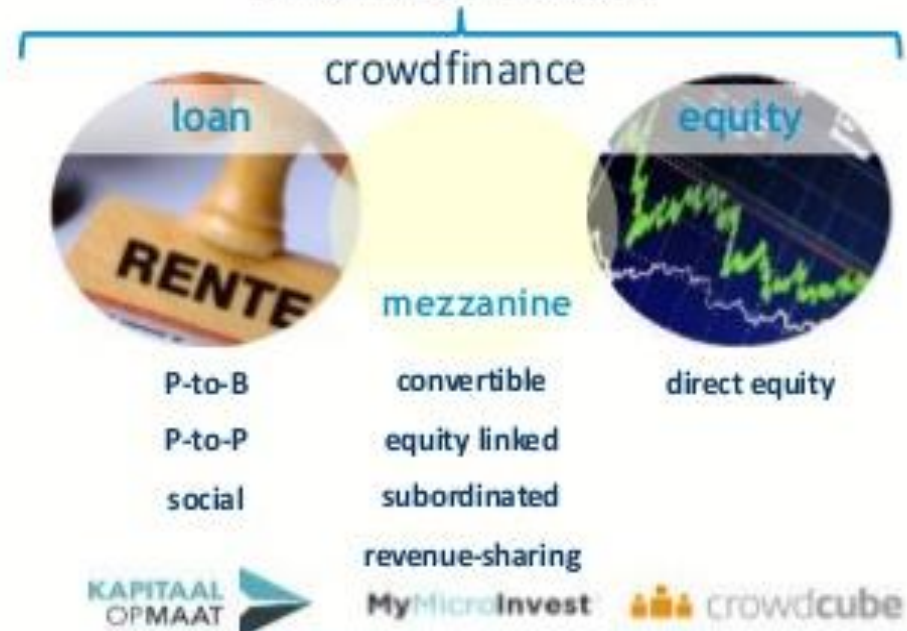 crowdfinance
loan
equity
RENTE
mezzanine
P-to-B
convertible
direct equity
P-to-P
equity linked
social
subordinated
revenue-sharing
KAPITAAL
OPMAAT
MyMicroInvest
crowdcube